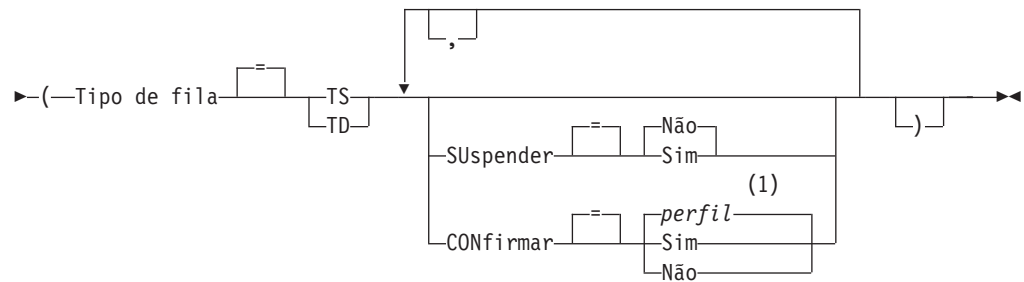 ,
=
( Tipo de fila TS
TD )
= Não
SUspender Sim
(1)
= perfil
CONfirmar Sim
Não